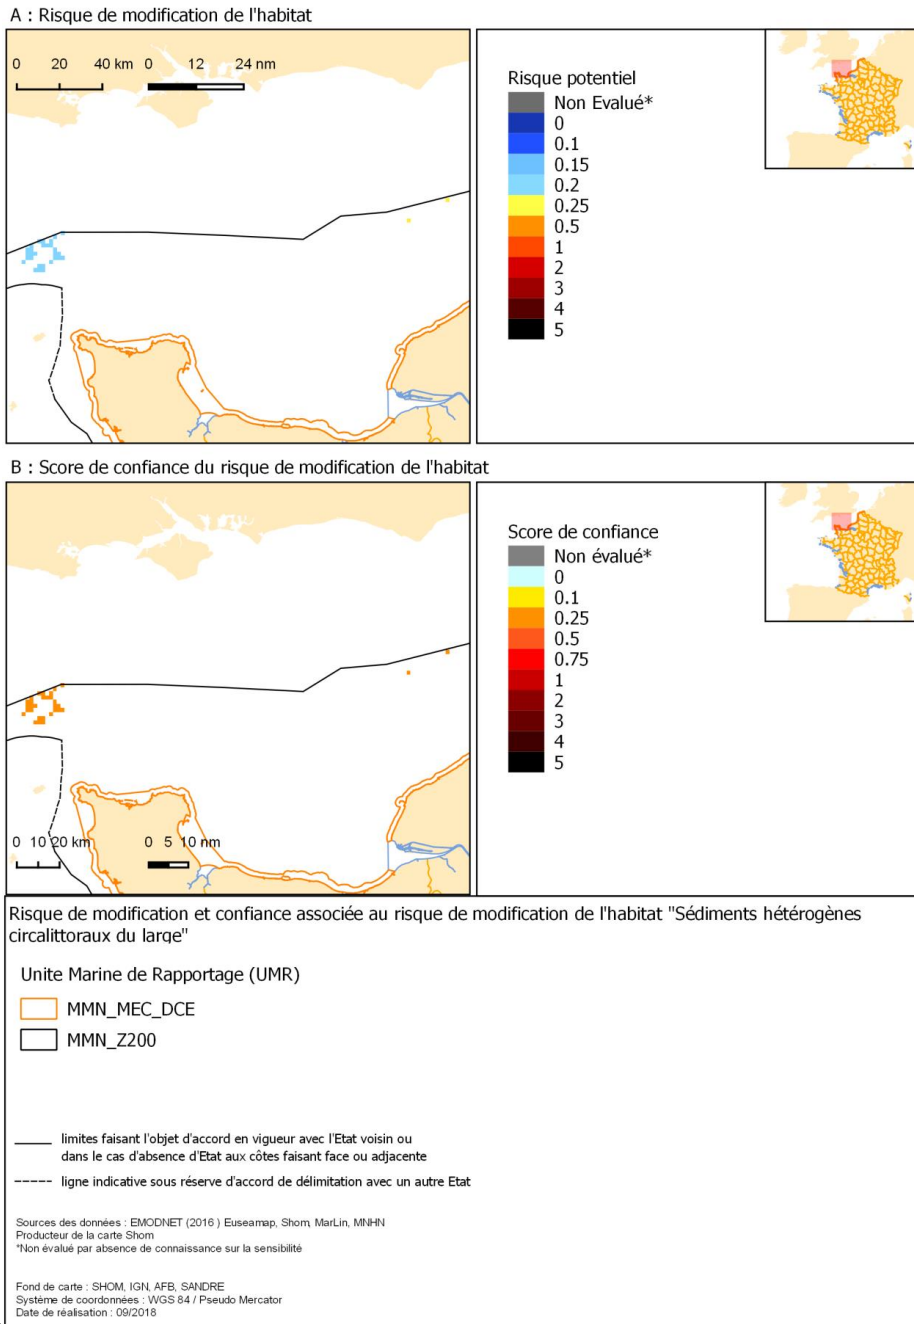 A : Risque de modification de l'habitat
0 20 40 km 0 12 24 nm
Risque potentiel
Non Evalué*
0
0.1
0.15
0.2
0.25
0.5
1
2
3
4
5
B : Score de confiance du risque de modification de l'habitat
Score de confiance
Non évalué*
0
0.1
0.25
0.5
0.75
1
2
3
4
5
0 10 20 km 0 5 10 nm
Risque de modification et confiance associée au risque de modification de l'habitat "Sédiments hétérogènes
circalittoraux du large"
Unite Marine de Rapportage (UMR)
MMN_MEC_DCE
MMN_Z200
limites faisant l'objet d'accord en vigueur avec l'Etat voisin ou
dans le cas d'absence d'Etat aux côtes faisant face ou adjacente
ligne indicative sous réserve d'accord de délimitation avec un autre Etat
Sources des données : EMODNET (2016 ) Euseamap, Shom, MarLin, MNHN
Producteur de la carte Shom
*Non évalué par absence de connaissance sur la sensibilité
Fond de carte : SHOM, IGN, AFB, SANDRE
Système de coordonnées : WGS 84 / Pseudo Mercator
Date de réalisation : 09/2018